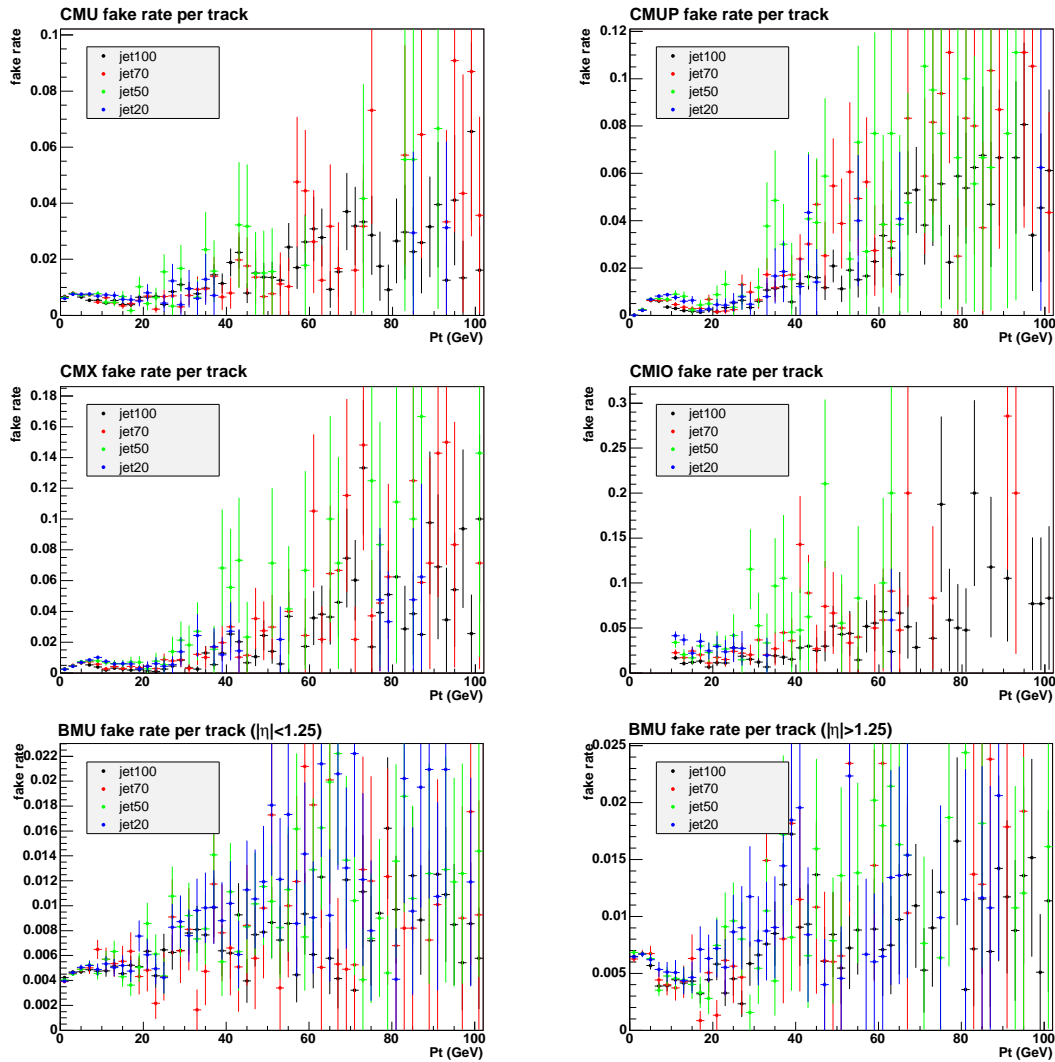 CMU fake rate per track
fake rate
0.1
0.08
0.06
0.04
0.02
0
jet100
jet70
jet50
jet20
0 20 40 60 80 100
Pt (GeV)
CMUP fake rate per track
fake rate
0.12
0.1
0.08
0.06
0.04
0.02
0
jet100
jet70
jet50
jet20
0 20 40 60 80 100
Pt (GeV)
CMX fake rate per track
fake rate
0.18
0.16
0.14
0.12
0.1
0.08
0.06
0.04
0.02
0
jet100
jet70
jet50
jet20
0 20 40 60 80 100
Pt (GeV)
CMIO fake rate per track
fake rate
0.3
0.25
0.2
0.15
0.1
0.05
0
jet100
jet70
jet50
jet20
0 20 40 60 80 100
Pt (GeV)
BMU fake rate per track (|η|<1.25)
fake rate
0.022
0.02
0.018
0.016
0.014
0.012
0.01
0.008
0.006
0.004
0.002
0
jet100
jet70
jet50
jet20
0 20 40 60 80 100
Pt (GeV)
BMU fake rate per track (|η|>1.25)
fake rate
0.025
0.02
0.015
0.01
0.005
0
jet100
jet70
jet50
jet20
0 20 40 60 80 100
Pt (GeV)